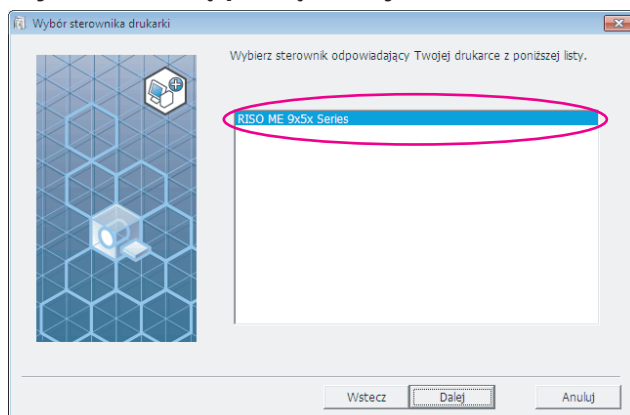 Wybór sterownika drukarki
Wybierz sterownik odpowiadający Twojej drukarce z poniższej listy.
RISO ME 9x5x Series
Wstecz
Dalej
Anuluj